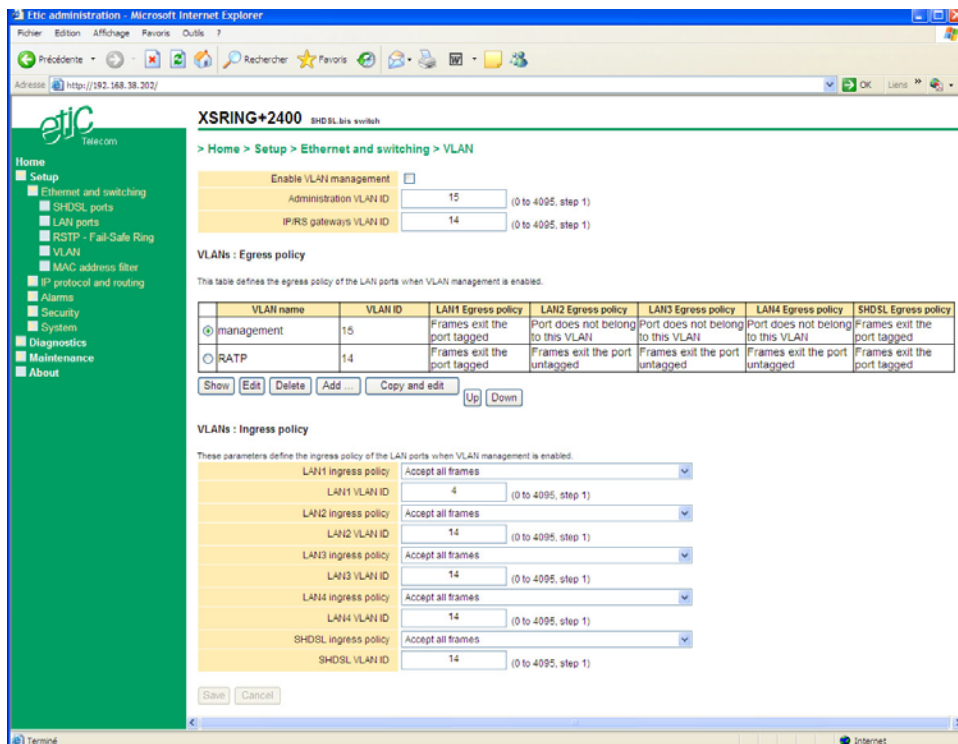 Etic administration - Microsoft Internet Explorer
Fichier Edition Affichage Favoris Outils ?
Précédente Rechercher Favoris
Adresse http://192.168.38.202/ OK Liens »
etic
Telecom
XSRING+2400 SHDSL.bis switch
> Home > Setup > Ethernet and switching > VLAN
Home
Setup
Ethernet and switching
SHDSL ports
LAN ports
RSTP - Fail-Safe Ring
VLAN
MAC address filter
IP protocol and routing
Alarms
Security
System
Diagnostics
Maintenance
About
Enable VLAN management
Administration VLAN ID 15 (0 to 4095, step 1)
IP/RS gateways VLAN ID 14 (0 to 4095, step 1)
VLANs : Egress policy
This table defines the egress policy of the LAN ports when VLAN management is enabled.
VLAN name VLAN ID LAN1 Egress policy LAN2 Egress policy LAN3 Egress policy LAN4 Egress policy SHDSL Egress policy
management 15 Frames exit the port tagged Port does not belong to this VLAN Port does not belong to this VLAN Port does not belong to this VLAN Frames exit the port tagged
RATP 14 Frames exit the port tagged Frames exit the port untagged Frames exit the port untagged Frames exit the port untagged Frames exit the port tagged
Show Edit Delete Add ... Copy and edit
Up Down
VLANs : Ingress policy
These parameters define the ingress policy of the LAN ports when VLAN management is enabled.
LAN1 ingress policy Accept all frames
LAN1 VLAN ID 4 (0 to 4095, step 1)
LAN2 ingress policy Accept all frames
LAN2 VLAN ID 14 (0 to 4095, step 1)
LAN3 ingress policy Accept all frames
LAN3 VLAN ID 14 (0 to 4095, step 1)
LAN4 ingress policy Accept all frames
LAN4 VLAN ID 14 (0 to 4095, step 1)
SHDSL ingress policy Accept all frames
SHDSL VLAN ID 14 (0 to 4095, step 1)
Save Cancel
Terminé Internet